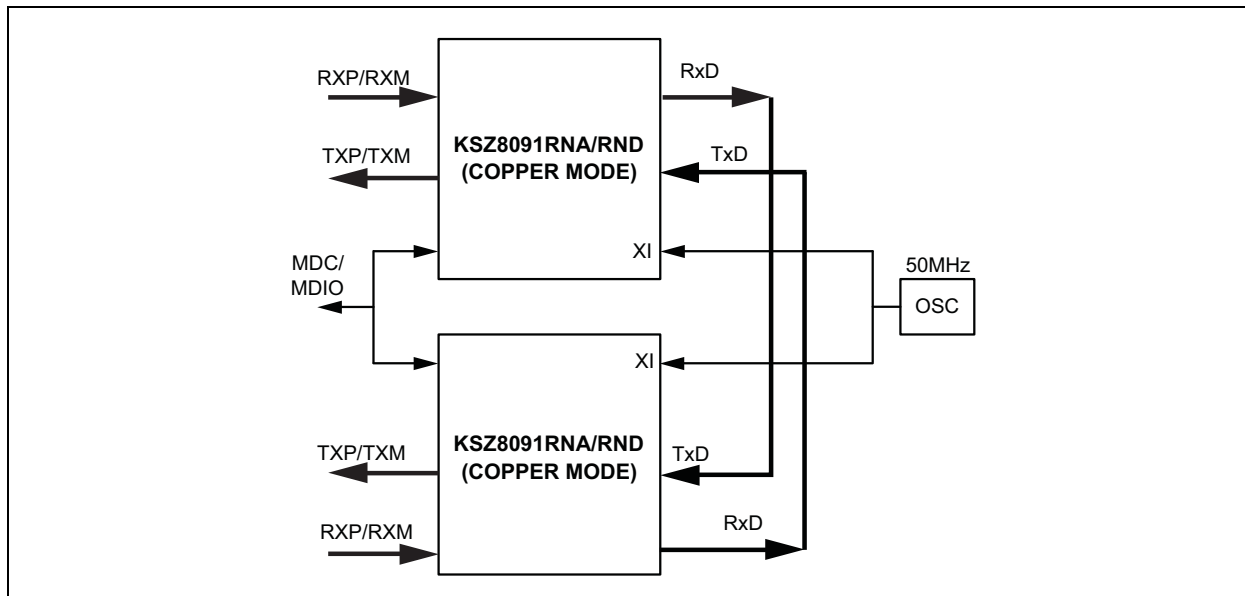 RXP/RXM
RxD
KSZ8091RNA/RND
(COPPER MODE)
TXP/TXM
TxD
XI
MDC/
MDIO
50MHz
OSC
XI
KSZ8091RNA/RND
(COPPER MODE)
TXP/TXM
TxD
RXP/RXM
RxD